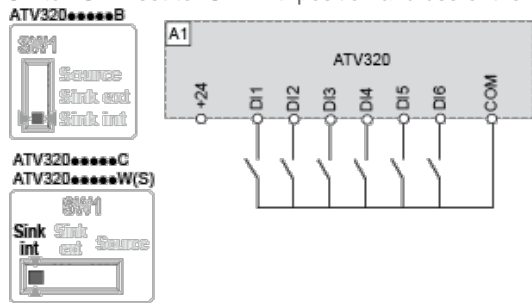 ATV320●●●●●B
SW1
Source
Sink ext
Sink int
A1
ATV320
+24
DI1
DI2
DI3
DI4
DI5
DI6
COM
ATV320●●●●●C
ATV320●●●●●W(S)
SW1
Sink int
Sink ext
Source